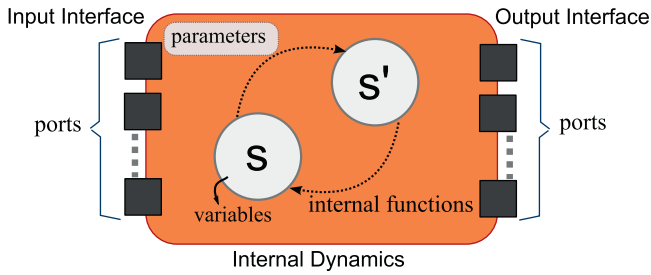 Input Interface
Output Interface
parameters
ports
ports
s'
s
variables
internal functions
Internal Dynamics